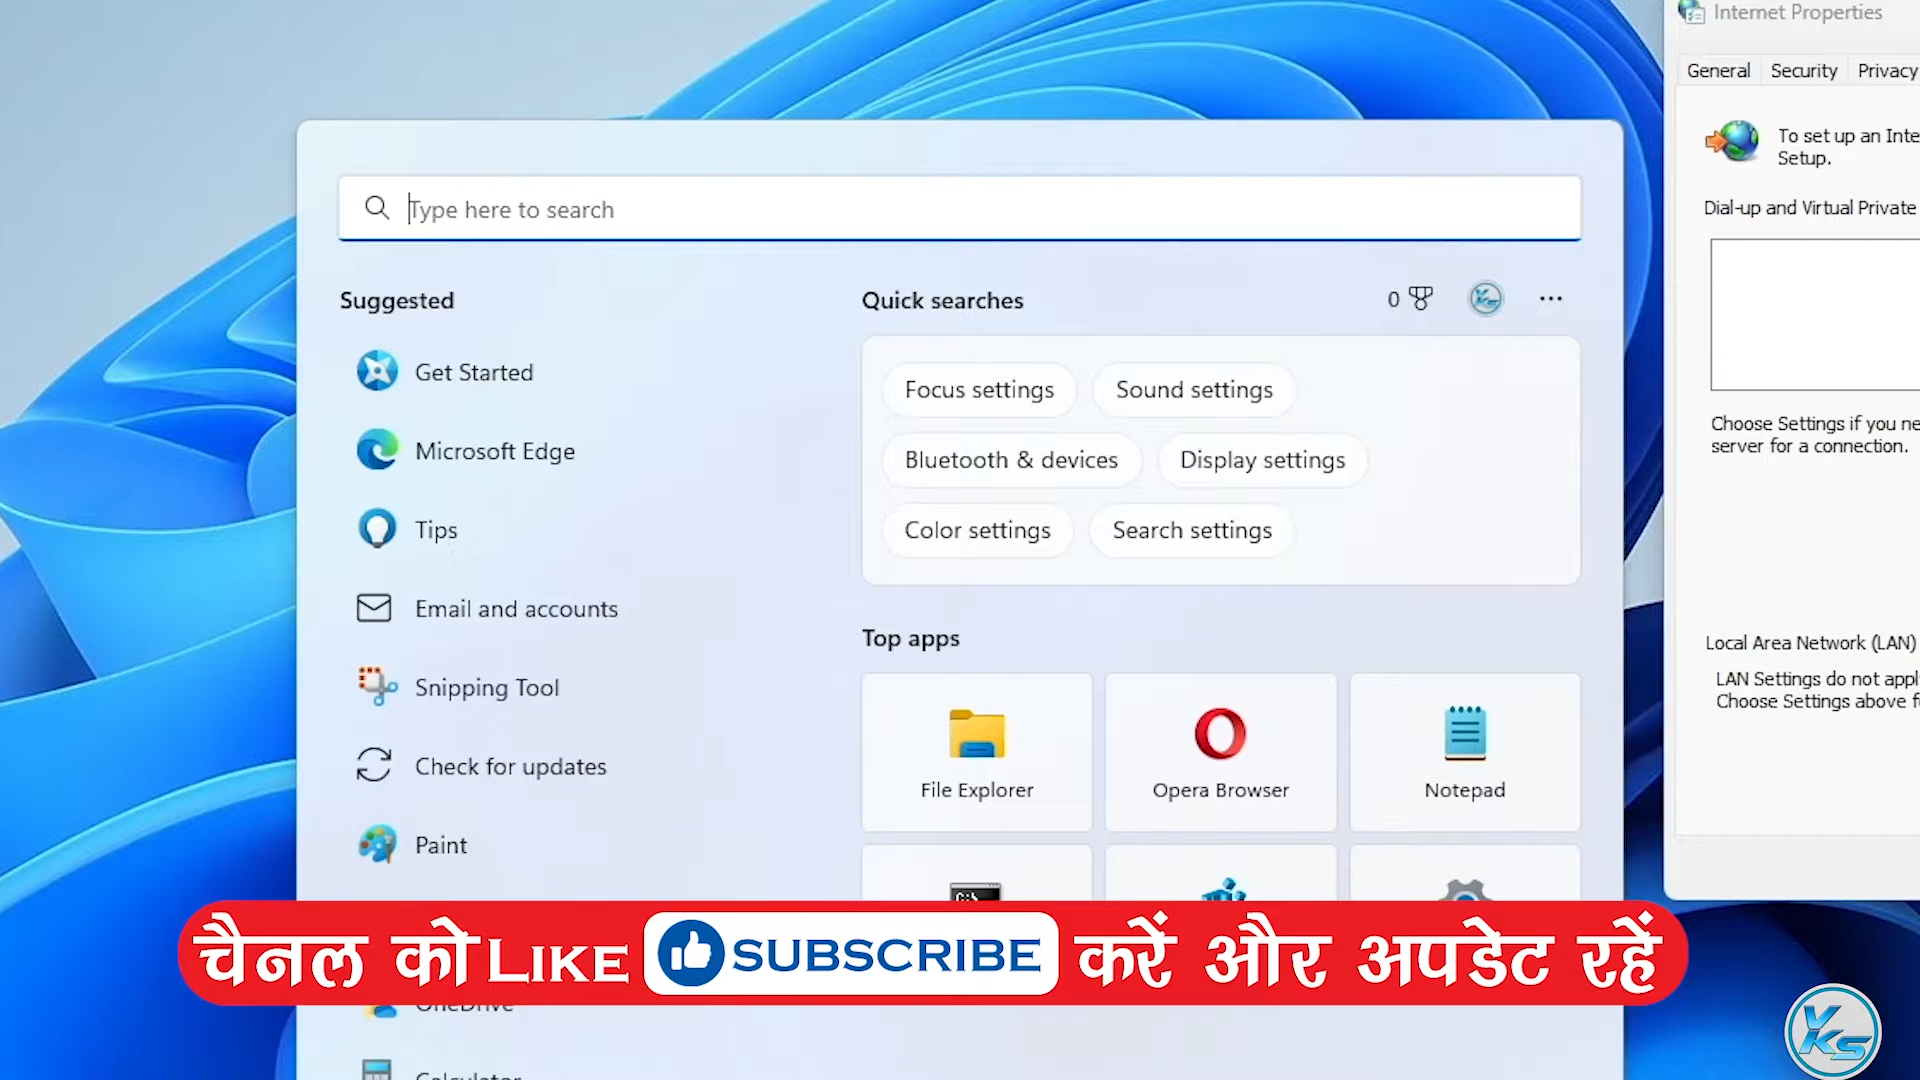 Internet Properties
General Security Privacy
To set up an Inte
Setup.
Dial-up and Virtual Private
Choose Settings if you ne
server for a connection.
Local Area Network (LAN)
LAN Settings do not appl
Choose Settings above f
Type here to search
Suggested
Get Started
Microsoft Edge
Tips
Email and accounts
Snipping Tool
Check for updates
Paint
OneDrive
Calculator
Quick searches
0
Focus settings
Sound settings
Bluetooth & devices
Display settings
Color settings
Search settings
Top apps
File Explorer
Opera Browser
Notepad
चैनल को LIKE SUBSCRIBE करें और अपडेट रहें
YKS